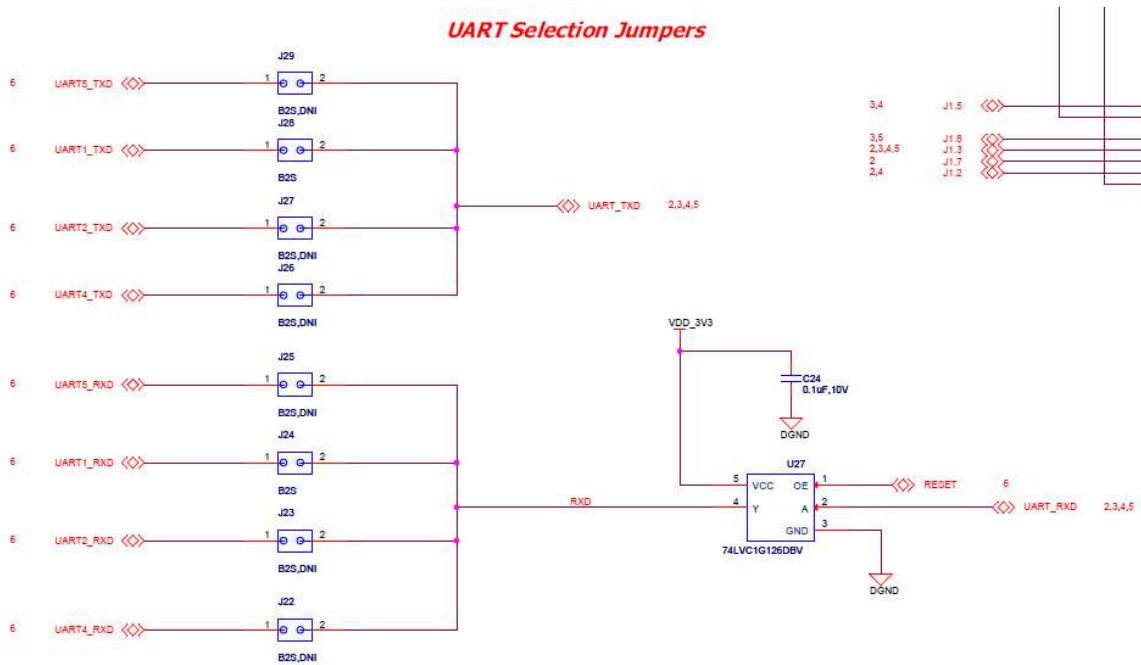 UART Selection Jumpers
J29
6 UART5_TXD 1 2
B2S,DNI
J28
6 UART1_TXD 1 2
B2S
J27
6 UART2_TXD 1 2
B2S,DNI
J26
6 UART4_TXD 1 2
B2S,DNI
UART_TXD 2,3,4,5
3,4 J1.5
3,5 J1.6
2,3,4,5 J1.3
2 J1.7
2,4 J1.2
J25
6 UART5_RXD 1 2
B2S,DNI
J24
6 UART1_RXD 1 2
B2S
J23
6 UART2_RXD 1 2
B2S,DNI
J22
6 UART4_RXD 1 2
B2S,DNI
RXD
VDD_3V3
C24
0.1uF,10V
DGND
U27
5 VCC OE 1 RESET 6
4 Y A 2 UART_RXD 2,3,4,5
GND 3
74LVC1G126DBV
DGND